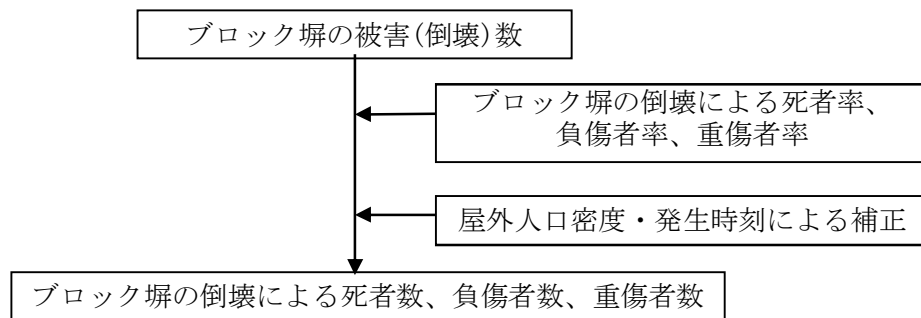 ブロック塀の被害(倒壊)数
ブロック塀の倒壊による死者率、
負傷者率、重傷者率
屋外人口密度・発生時刻による補正
ブロック塀の倒壊による死者数、負傷者数、重傷者数